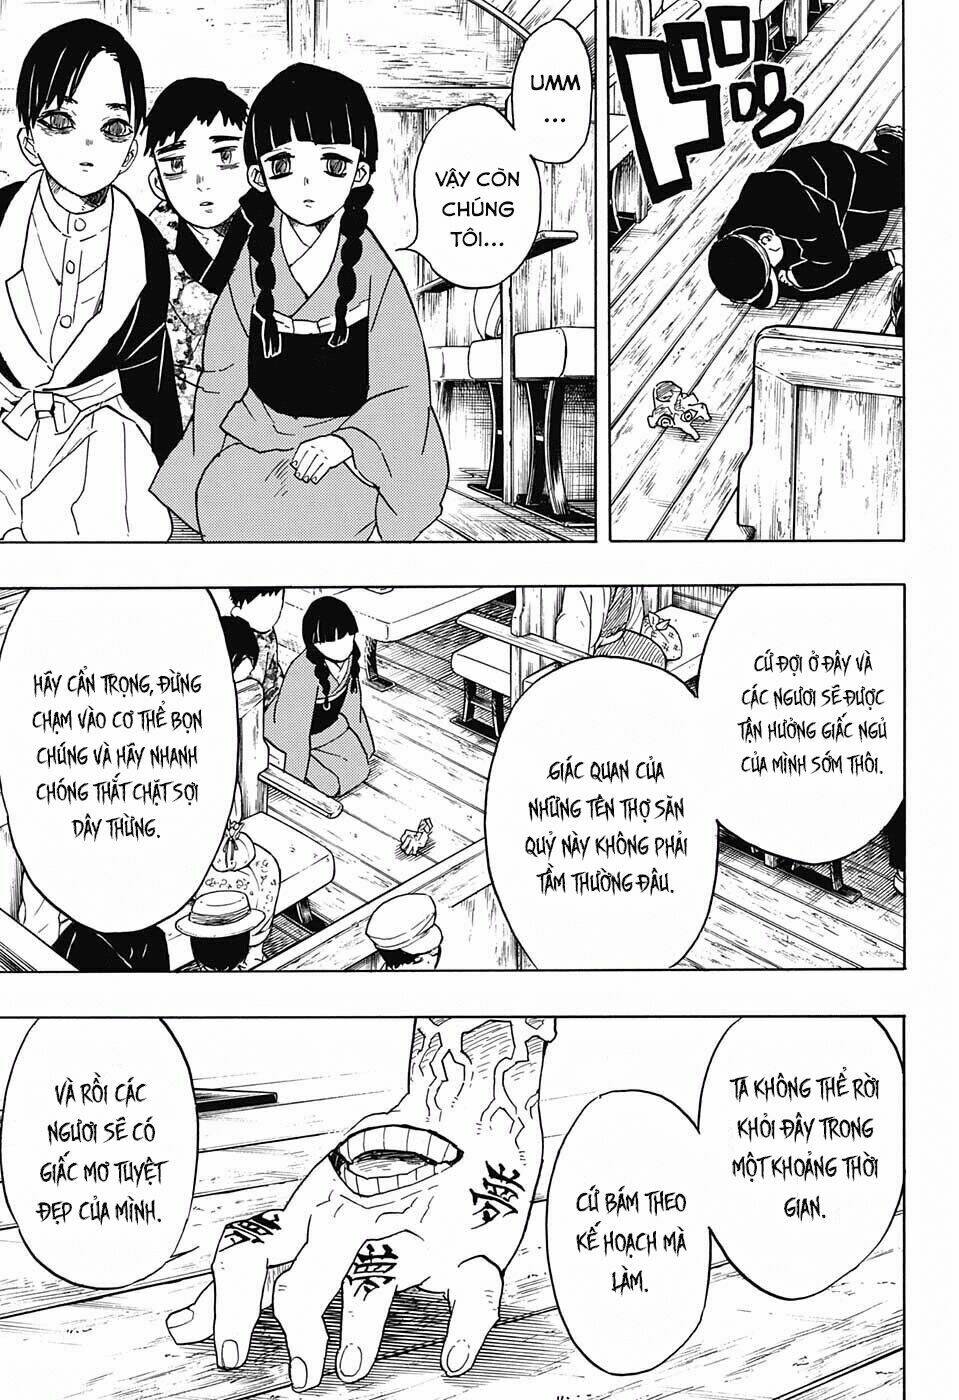 ドドドド
UMM
...
VẬY CÒN
CHÚNG
TÔI...
CỨ ĐỢI Ở ĐÂY VÀ
CÁC NGƯƠI SẼ ĐƯỢC
TẬN HƯỞNG GIẤC NGỦ
CỦA MÌNH SỚM THÔI.
GIÁC QUAN CỦA
NHỮNG TÊN THỢ SĂN
QUỶ NÀY KHÔNG PHẢI
TẦM THƯỜNG ĐÂU.
HÃY CẨN TRỌNG, ĐỪNG
CHẠM VÀO CƠ THỂ BỌN
CHÚNG VÀ HÃY NHANH
CHÓNG THẮT CHẶT SỢI
DÂY THỪNG.
TA KHÔNG THỂ RỜI
KHỎI ĐÂY TRONG
MỘT KHOẢNG THỜI
GIAN.
CỨ BÁM THEO
KẾ HOẠCH MÀ
LÀM.
VÀ RỒI CÁC
NGƯƠI SẼ CÓ
GIẤC MƠ TUYỆT
ĐẸP CỦA MÌNH.